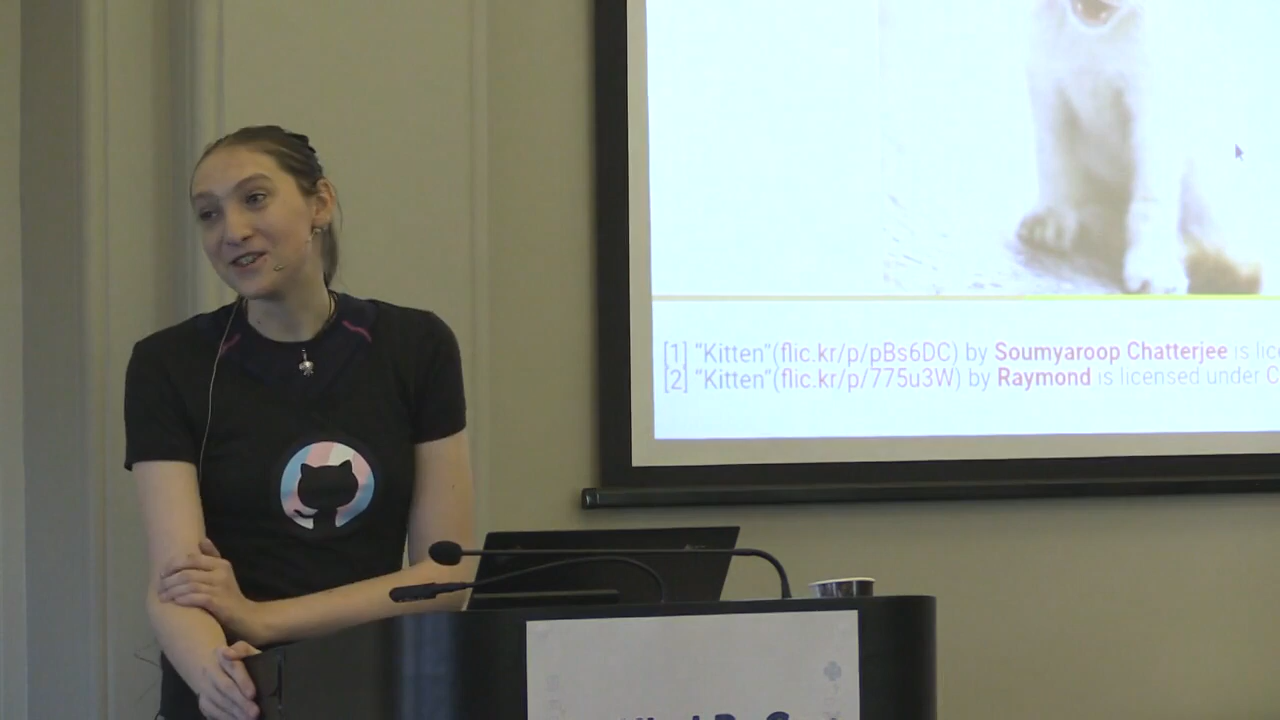 [1] "Kitten"(flic.kr/p/pBs6DC) by Soumyaroop Chatterjee is lice
[2] "Kitten"(flic.kr/p/775u3W) by Raymond is licensed under C